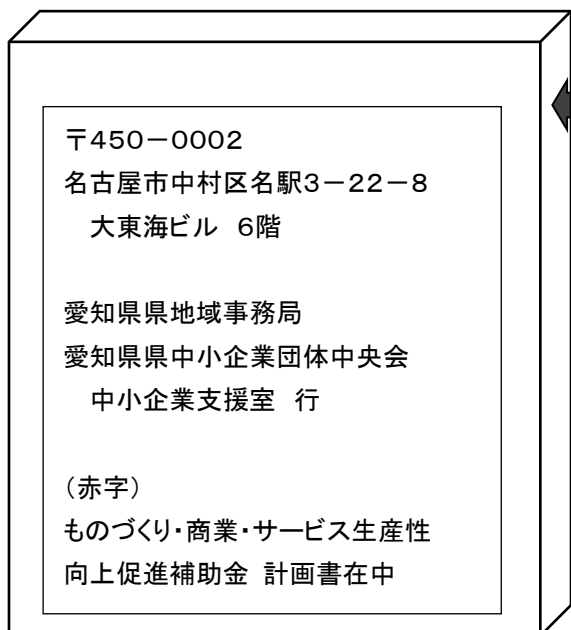 〒450-0002
名古屋市中村区名駅3-22-8
大東海ビル 6階
愛知県県地域事務局
愛知県県中小企業団体中央会
中小企業支援室 行
(赤字)
ものづくり・商業・サービス生産性
向上促進補助金 計画書在中